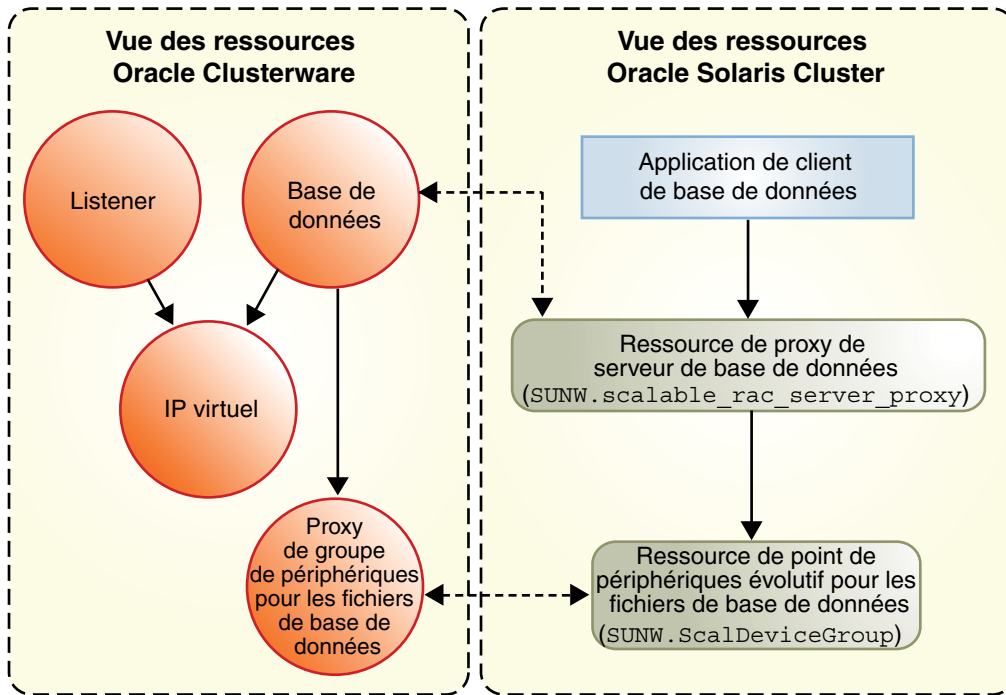 Vue des ressources
Oracle Clusterware
Listener
Base de
données
IP virtuel
Proxy
de groupe
de périphériques
pour les fichiers
de base de
données
Vue des ressources
Oracle Solaris Cluster
Application de client
de base de données
Ressource de proxy de
serveur de base de données
(SUNW.scalable_rac_server_proxy)
Ressource de point de
périphériques évolutif pour les
fichiers de base de données
(SUNW.ScalDeviceGroup)